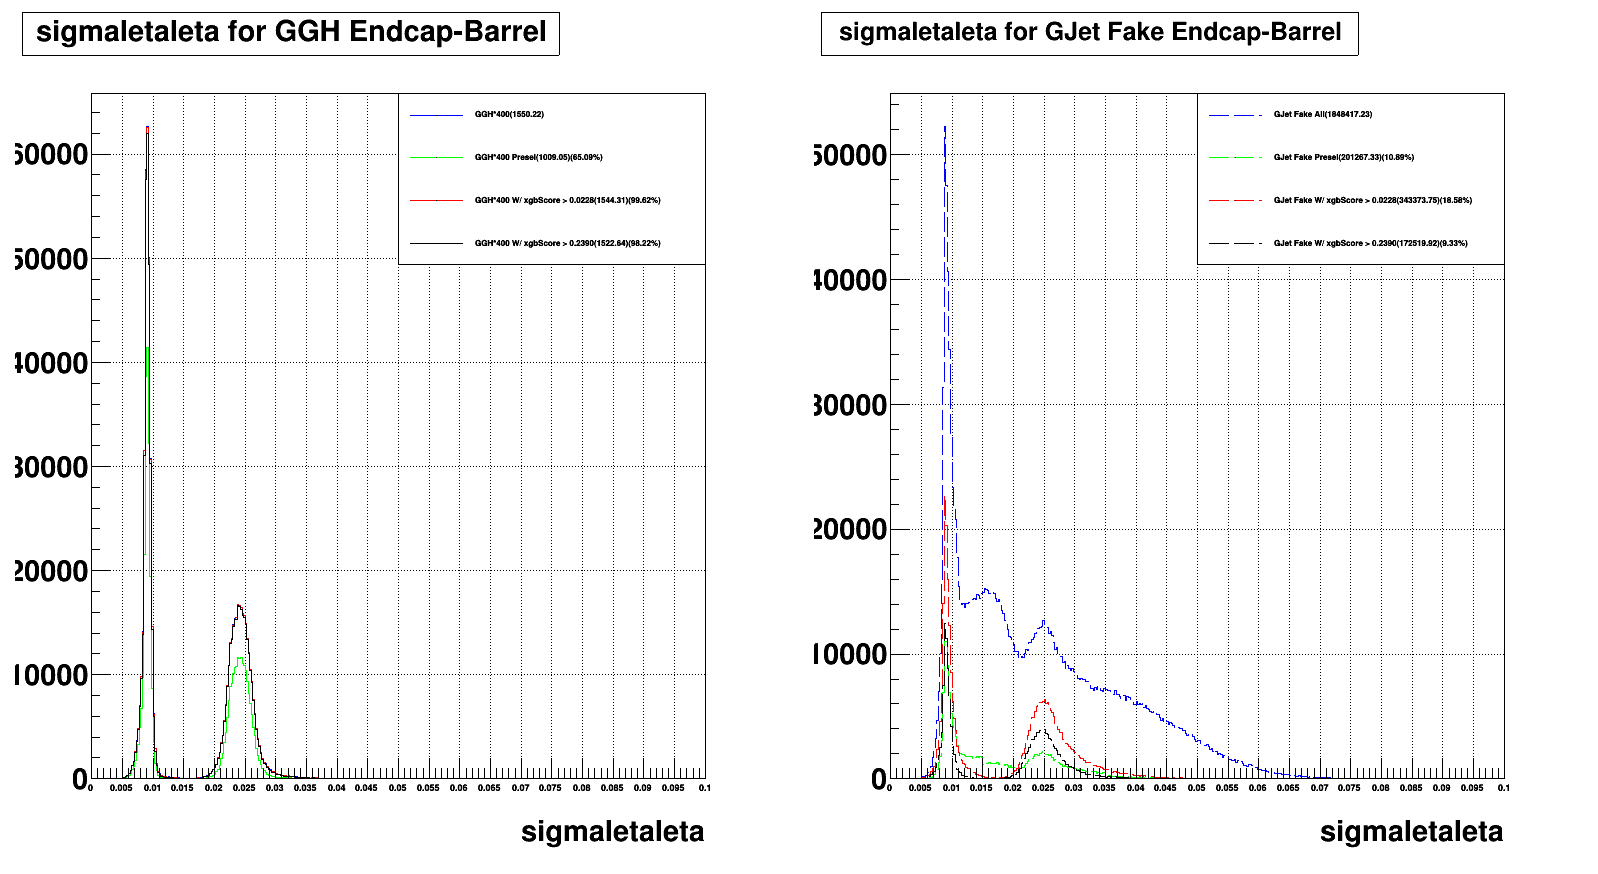 sigmaIetaIeta for GGH Endcap-Barrel
GGH*400(1550.22)
GGH*400 Presel(1009.05)(65.09%)
GGH*400 W/ xgbScore > 0.0228(1544.31)(99.62%)
GGH*400 W/ xgbScore > 0.2390(1522.64)(98.22%)
60000
50000
40000
30000
20000
10000
0
0 0.005 0.01 0.015 0.02 0.025 0.03 0.035 0.04 0.045 0.05 0.055 0.06 0.065 0.07 0.075 0.08 0.085 0.09 0.095 0.1
sigmaIetaIeta
sigmaIetaIeta for GJet Fake Endcap-Barrel
GJet Fake All(1848417.23)
GJet Fake Presel(201267.33)(10.89%)
GJet Fake W/ xgbScore > 0.0228(343373.75)(18.58%)
GJet Fake W/ xgbScore > 0.2390(172519.92)(9.33%)
50000
40000
30000
20000
10000
0
0 0.005 0.01 0.015 0.02 0.025 0.03 0.035 0.04 0.045 0.05 0.055 0.06 0.065 0.07 0.075 0.08 0.085 0.09 0.095 0.1
sigmaIetaIeta